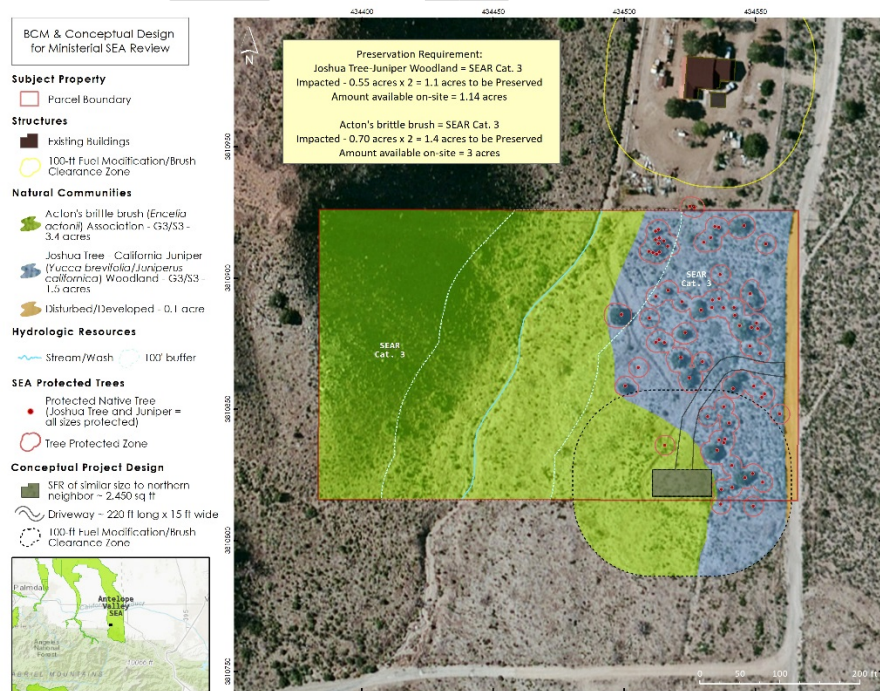 BCM & Conceptual Design
for Ministerial SEA Review
Subject Property
Parcel Boundary
Structures
Existing Buildings
100-ft Fuel Modification/Brush
Clearance Zone
Natural Communities
Acton's brittle brush (Encelia
actonii) Association - G3/S3 -
3.4 acres
Joshua Tree - California Juniper
(Yucca brevifolia/Juniperus
californica) Woodland - G3/S3 -
1.5 acres
Disturbed/Developed - 0.1 acre
Hydrologic Resources
Stream/Wash 100' buffer
SEA Protected Trees
Protected Native Tree
(Joshua Tree and Juniper =
all sizes protected)
Tree Protected Zone
Conceptual Project Design
SFR of similar size to northern
neighbor ~ 2,450 sq ft
Driveway ~ 220 ft long x 15 ft wide
100-ft Fuel Modification/Brush
Clearance Zone
Palmdale
Antelope
Valley
SEA
Angeles
National
Forest
434400 434450 434500 434550
3810950
3810900
3810850
3810800
3810750
N
Preservation Requirement:
Joshua Tree-Juniper Woodland = SEAR Cat. 3
Impacted - 0.55 acres x 2 = 1.1 acres to be Preserved
Amount available on-site = 1.14 acres
Acton's brittle brush = SEAR Cat. 3
Impacted - 0.70 acres x 2 = 1.4 acres to be Preserved
Amount available on-site = 3 acres
SEAR
Cat. 3
SEAR
Cat. 3
0 100 200 ft